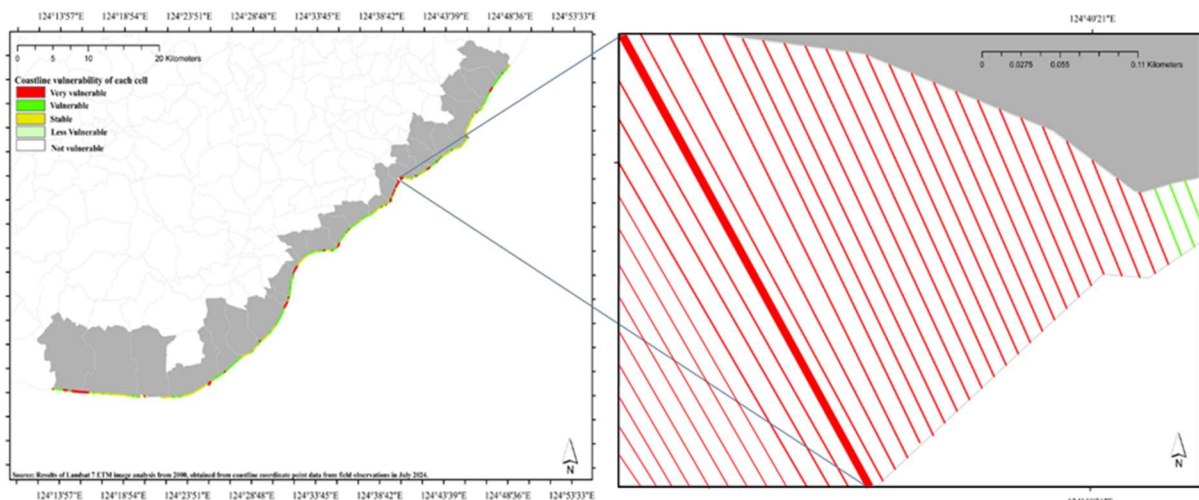 124°13'57"E 124°18'54"E 124°23'51"E 124°28'48"E 124°33'45"E 124°38'42"E 124°43'39"E 124°48'36"E 124°53'33"E
0 5 10 20 Kilometers
Coastline vulnerability of each cell
Very vulnerable
Vulnerable
Stable
Less Vulnerable
Not vulnerable
N
Source: Results of Landsat 7 ETM image analysis from 2000, obtained from coastline coordinate point data from field observations in July 2024.
124°13'57"E 124°18'54"E 124°23'51"E 124°28'48"E 124°33'45"E 124°38'42"E 124°43'39"E 124°48'36"E 124°53'33"E
124°40'21"E
0 0.0275 0.055 0.11 Kilometers
N